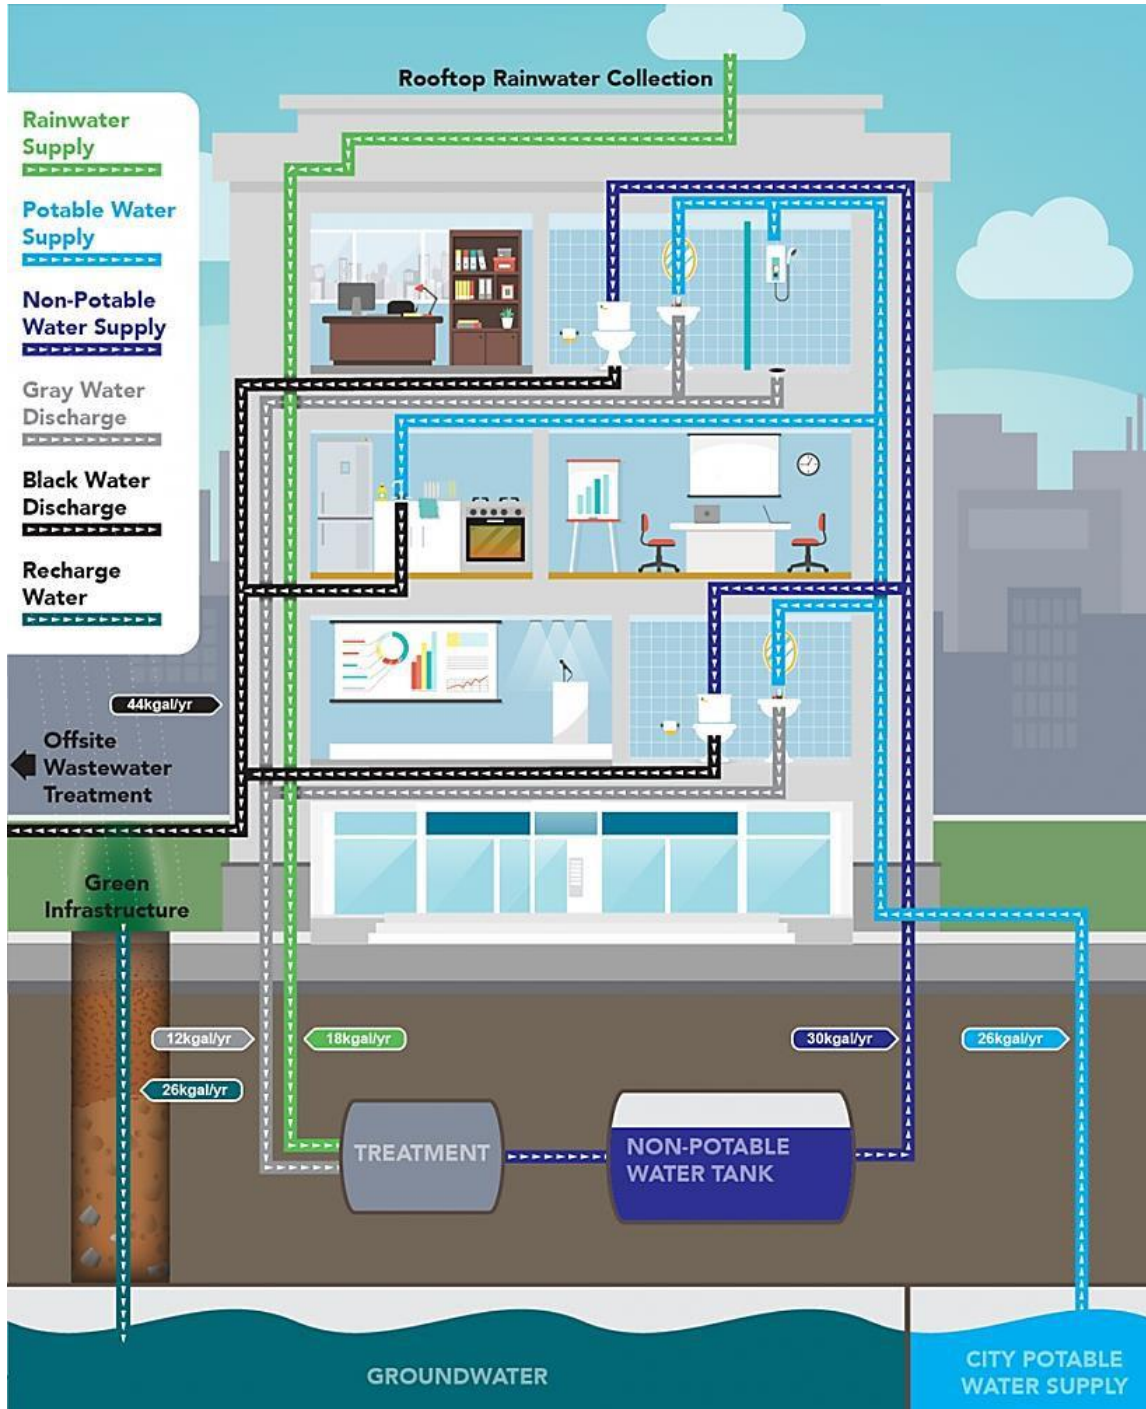 Rooftop Rainwater Collection
Rainwater
Supply
Potable Water
Supply
Non-Potable
Water Supply
Gray Water
Discharge
Black Water
Discharge
Recharge
Water
44kgal/yr
Offsite
Wastewater
Treatment
Green
Infrastructure
12kgal/yr
18kgal/yr
30kgal/yr
26kgal/yr
26kgal/yr
TREATMENT
NON-POTABLE
WATER TANK
GROUNDWATER
CITY POTABLE
WATER SUPPLY